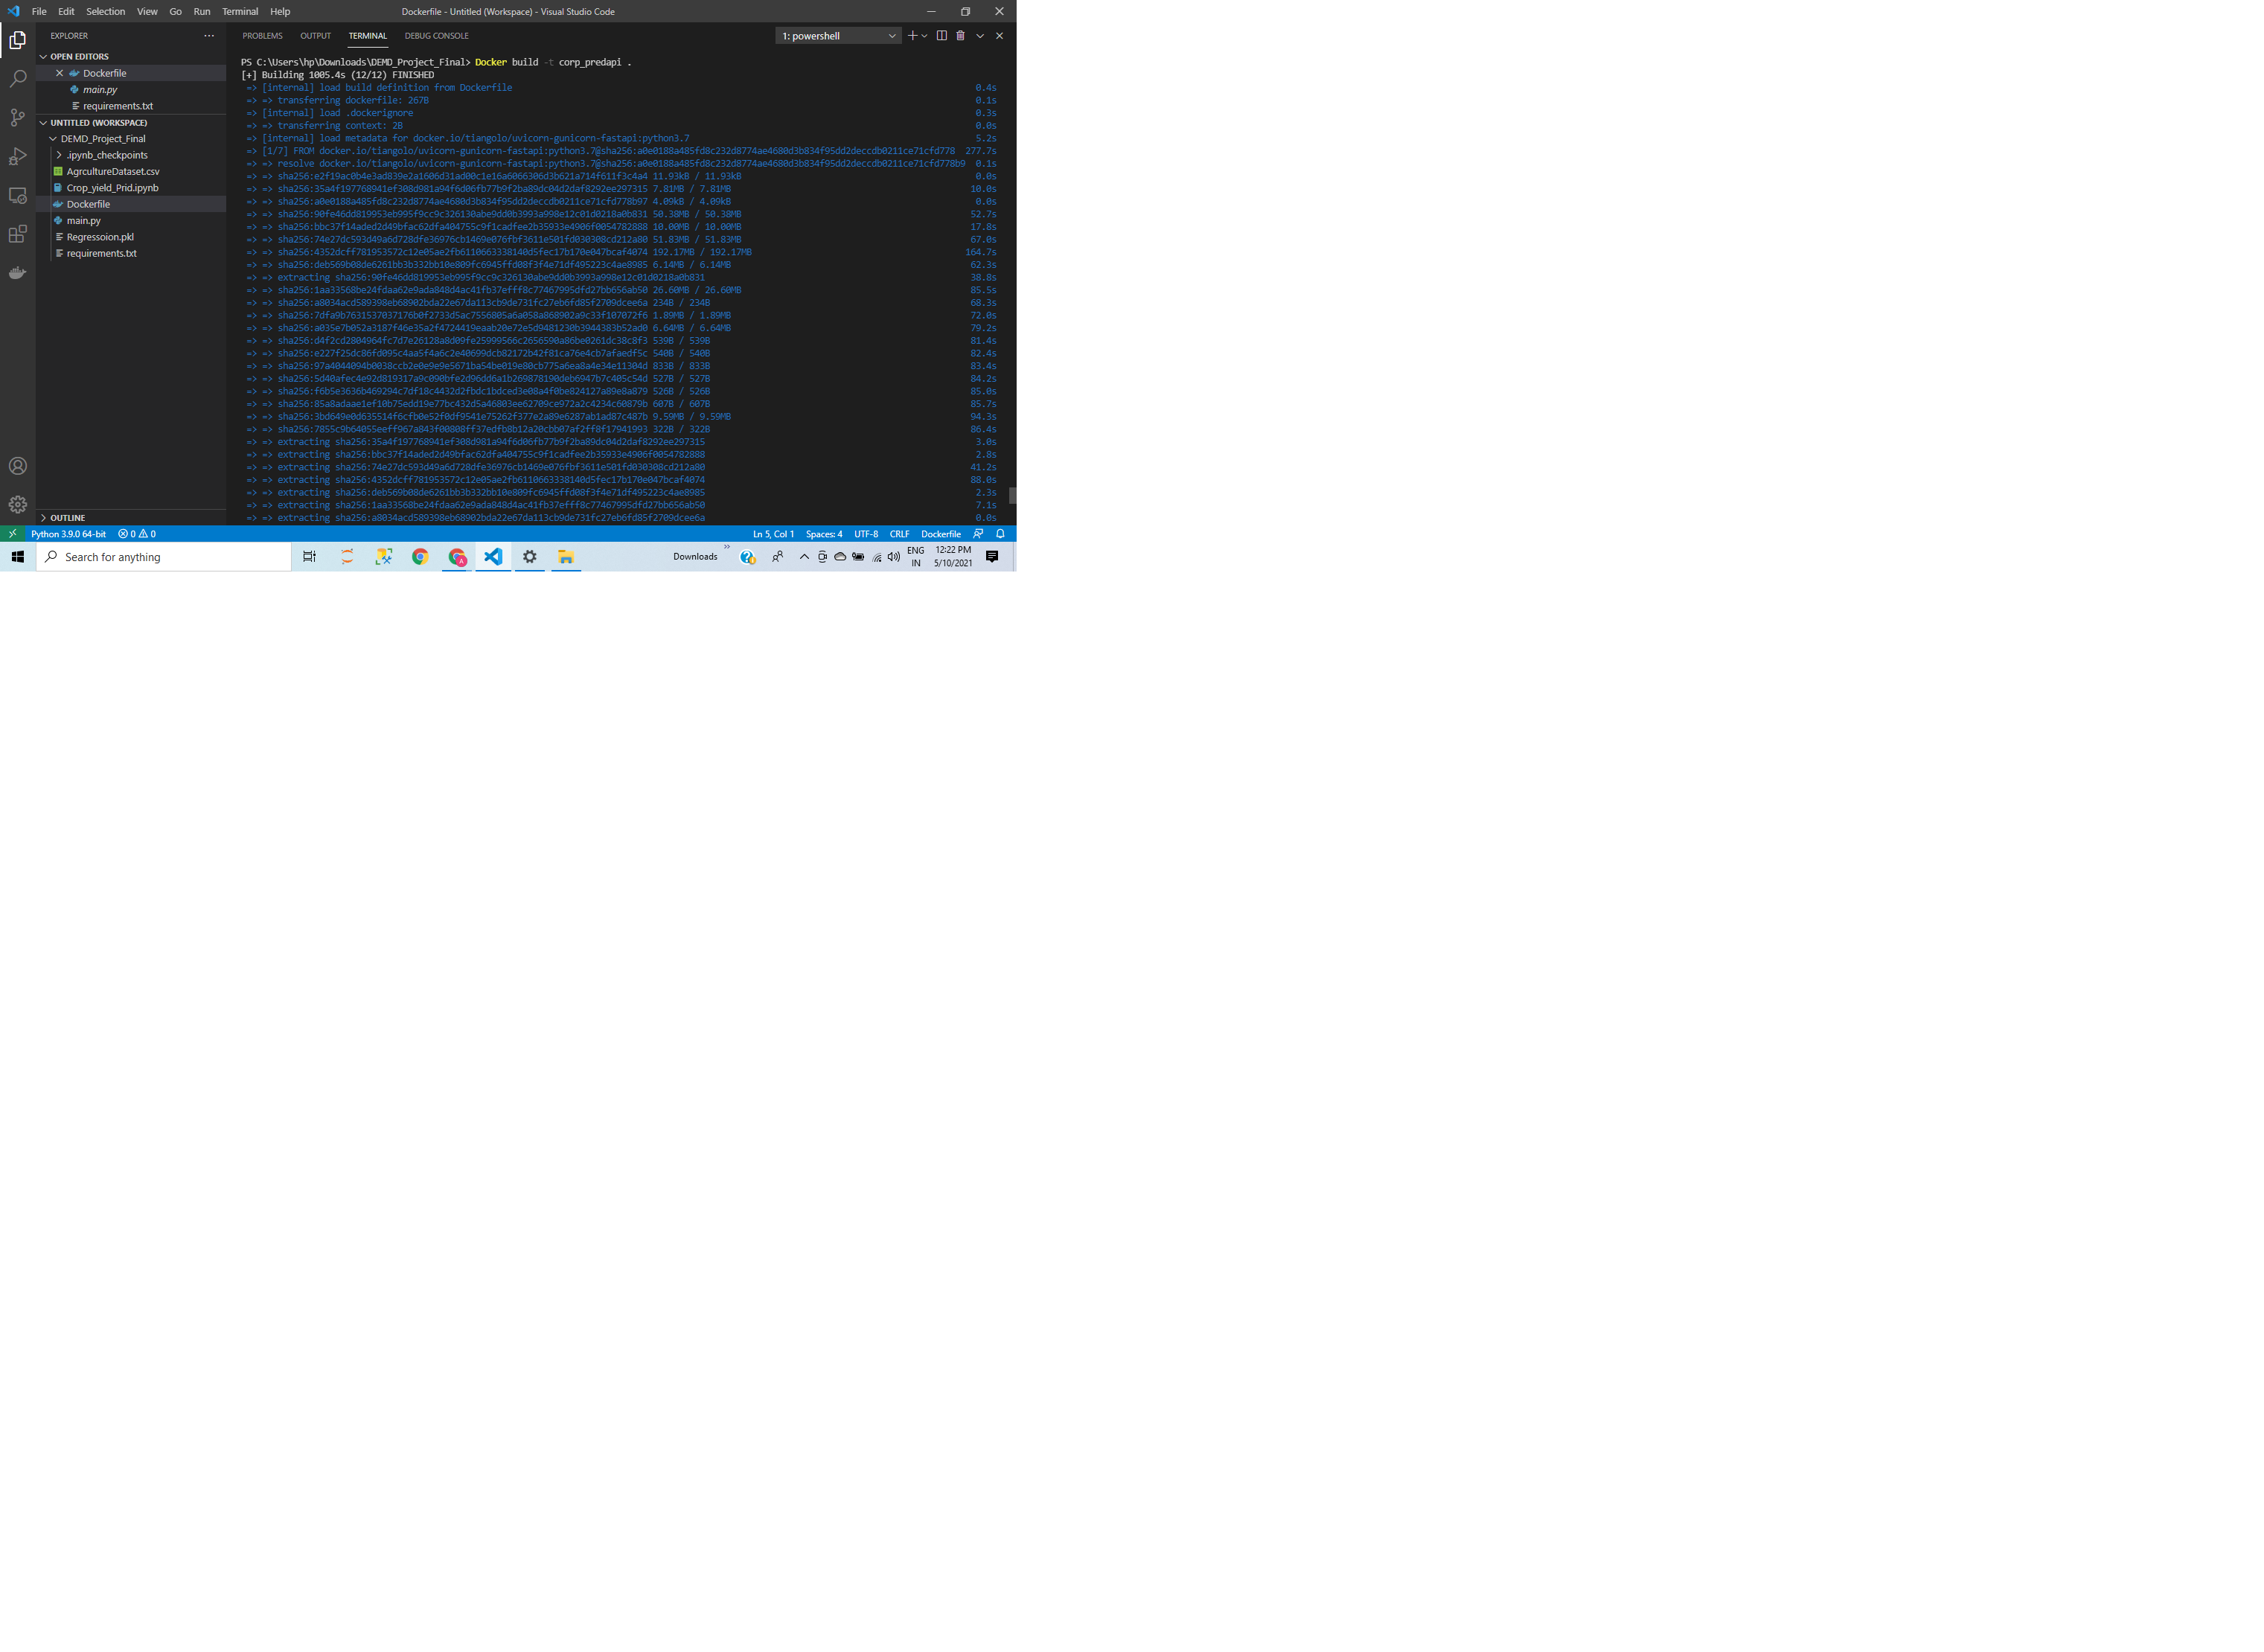 File Edit Selection View Go Run Terminal Help
Dockerfile - Untitled (Workspace) - Visual Studio Code
EXPLORER
OPEN EDITORS
Dockerfile
main.py
requirements.txt
UNTITLED (WORKSPACE)
DEMD_Project_Final
.ipynb_checkpoints
AgrcultureDataset.csv
Crop_yield_Prid.ipynb
Dockerfile
main.py
Regressoion.pkl
requirements.txt
OUTLINE
PROBLEMS OUTPUT TERMINAL DEBUG CONSOLE
1: powershell
PS C:\Users\hp\Downloads\DEMD_Project_Final> Docker build -t corp_predapi .
[+] Building 1005.4s (12/12) FINISHED
=> [internal] load build definition from Dockerfile 0.4s
=> => transferring dockerfile: 267B 0.1s
=> [internal] load .dockerignore 0.3s
=> => transferring context: 2B 0.0s
=> [internal] load metadata for docker.io/tiangolo/uvicorn-gunicorn-fastapi:python3.7 5.2s
=> [1/7] FROM docker.io/tiangolo/uvicorn-gunicorn-fastapi:python3.7@sha256:a0e0188a485fd8c232d8774ae4680d3b834f95dd2deccdb0211ce71cfd778 277.7s
=> => resolve docker.io/tiangolo/uvicorn-gunicorn-fastapi:python3.7@sha256:a0e0188a485fd8c232d8774ae4680d3b834f95dd2deccdb0211ce71cfd778b9 0.1s
=> => sha256:e2f19ac0b4e3ad839e2a1606d31ad00c1e16a6066306d3b621a714f611f3c4a4 11.93kB / 11.93kB 0.0s
=> => sha256:35a4f197768941ef308d981a94f6d06fb77b9f2ba89dc04d2daf8292ee297315 7.81MB / 7.81MB 10.0s
=> => sha256:a0e0188a485fd8c232d8774ae4680d3b834f95dd2deccdb0211ce71cfd778b97 4.09kB / 4.09kB 0.0s
=> => sha256:90fe46dd819953eb995f9cc9c326130abe9dd0b3993a998e12c01d0218a0b831 50.38MB / 50.38MB 52.7s
=> => sha256:bbc37f14aded2d49bfac62dfa404755c9f1cadfee2b35933e4906f0054782888 10.00MB / 10.00MB 17.8s
=> => sha256:74e27dc593d49a6d728dfe36976cb1469e076fbf3611e501fd030308cd212a80 51.83MB / 51.83MB 67.0s
=> => sha256:4352dcff781953572c12e05ae2fb6110663338140d5fec17b170e047bcaf4074 192.17MB / 192.17MB 164.7s
=> => sha256:deb569b08de6261bb3b332bb10e809fc6945ffd08f3f4e71df495223c4ae8985 6.14MB / 6.14MB 62.3s
=> => extracting sha256:90fe46dd819953eb995f9cc9c326130abe9dd0b3993a998e12c01d0218a0b831 38.8s
=> => sha256:1aa33568be24fdaa62e9ada848d4ac41fb37efff8c77467995dfd27bb656ab50 26.60MB / 26.60MB 85.5s
=> => sha256:a8034acd589398eb68902bda22e67da113cb9de731fc27eb6fd85f2709dcee6a 234B / 234B 68.3s
=> => sha256:7dfa9b7631537037176b0f2733d5ac7556805a6a058a868902a9c33f107072f6 1.89MB / 1.89MB 72.0s
=> => sha256:a035e7b052a3187f46e35a2f4724419eaab20e72e5d9481230b3944383b52ad0 6.64MB / 6.64MB 79.2s
=> => sha256:d4f2cd2804964fc7d7e26128a8d09fe25999566c2656590a86be0261dc38c8f3 539B / 539B 81.4s
=> => sha256:e227f25dc86fd095c4aa5f4a6c2e40699dcb82172b42f81ca76e4cb7afaedf5c 540B / 540B 82.4s
=> => sha256:97a4044094b0038ccb2e0e9e9e5671ba54be019e80cb775a6ea8a4e34e11304d 833B / 833B 83.4s
=> => sha256:5d40afec4e92d819317a9c090bfe2d96dd6a1b269878190deb6947b7c405c54d 527B / 527B 84.2s
=> => sha256:f6b5e3636b469294c7df18c4432d2fbdc1bdced3e08a4f0be824127a89e8a879 526B / 526B 85.0s
=> => sha256:85a8adaae1ef10b75edd19e77bc432d5a46803ee62709ce972a2c4234c60879b 607B / 607B 85.7s
=> => sha256:3bd649e0d635514f6cfb0e52f0df9541e75262f377e2a89e6287ab1ad87c487b 9.59MB / 9.59MB 94.3s
=> => sha256:7855c9b64055eeff967a843f00808ff37edfb8b12a20cbb07af2ff8f17941993 322B / 322B 86.4s
=> => extracting sha256:35a4f197768941ef308d981a94f6d06fb77b9f2ba89dc04d2daf8292ee297315 3.0s
=> => extracting sha256:bbc37f14aded2d49bfac62dfa404755c9f1cadfee2b35933e4906f0054782888 2.8s
=> => extracting sha256:74e27dc593d49a6d728dfe36976cb1469e076fbf3611e501fd030308cd212a80 41.2s
=> => extracting sha256:4352dcff781953572c12e05ae2fb6110663338140d5fec17b170e047bcaf4074 88.0s
=> => extracting sha256:deb569b08de6261bb3b332bb10e809fc6945ffd08f3f4e71df495223c4ae8985 2.3s
=> => extracting sha256:1aa33568be24fdaa62e9ada848d4ac41fb37efff8c77467995dfd27bb656ab50 7.1s
=> => extracting sha256:a8034acd589398eb68902bda22e67da113cb9de731fc27eb6fd85f2709dcee6a 0.0s
Python 3.9.0 64-bit 0 0 Ln 5, Col 1 Spaces: 4 UTF-8 CRLF Dockerfile
Search for anything
Downloads
ENG
IN
12:22 PM
5/10/2021